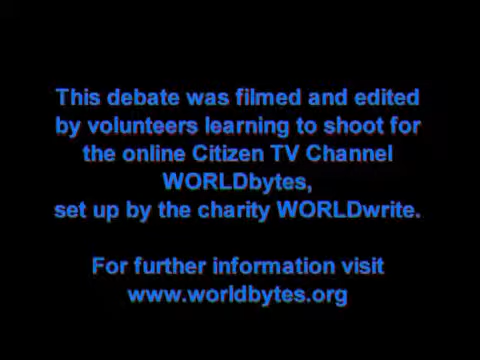 This debate was filmed and edited
by volunteers learning to shoot for
the online Citizen TV Channel
WORLDbytes,
set up by the charity WORLDwrite.
For further information visit
www.worldbytes.org